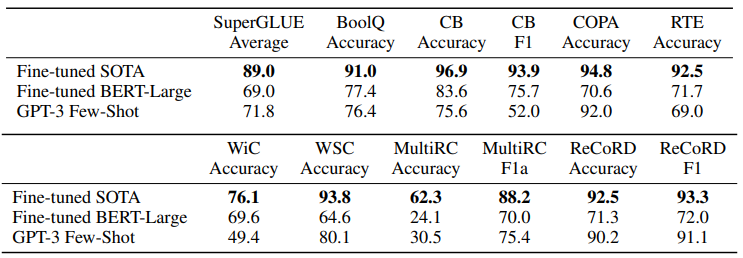 SuperGLUE BoolQ CB CB COPA RTE
Average Accuracy Accuracy F1 Accuracy Accuracy
Fine-tuned SOTA 89.0 91.0 96.9 93.9 94.8 92.5
Fine-tuned BERT-Large 69.0 77.4 83.6 75.7 70.6 71.7
GPT-3 Few-Shot 71.8 76.4 75.6 52.0 92.0 69.0
WiC WSC MultiRC MultiRC ReCoRD ReCoRD
Accuracy Accuracy Accuracy F1a Accuracy F1
Fine-tuned SOTA 76.1 93.8 62.3 88.2 92.5 93.3
Fine-tuned BERT-Large 69.6 64.6 24.1 70.0 71.3 72.0
GPT-3 Few-Shot 49.4 80.1 30.5 75.4 90.2 91.1